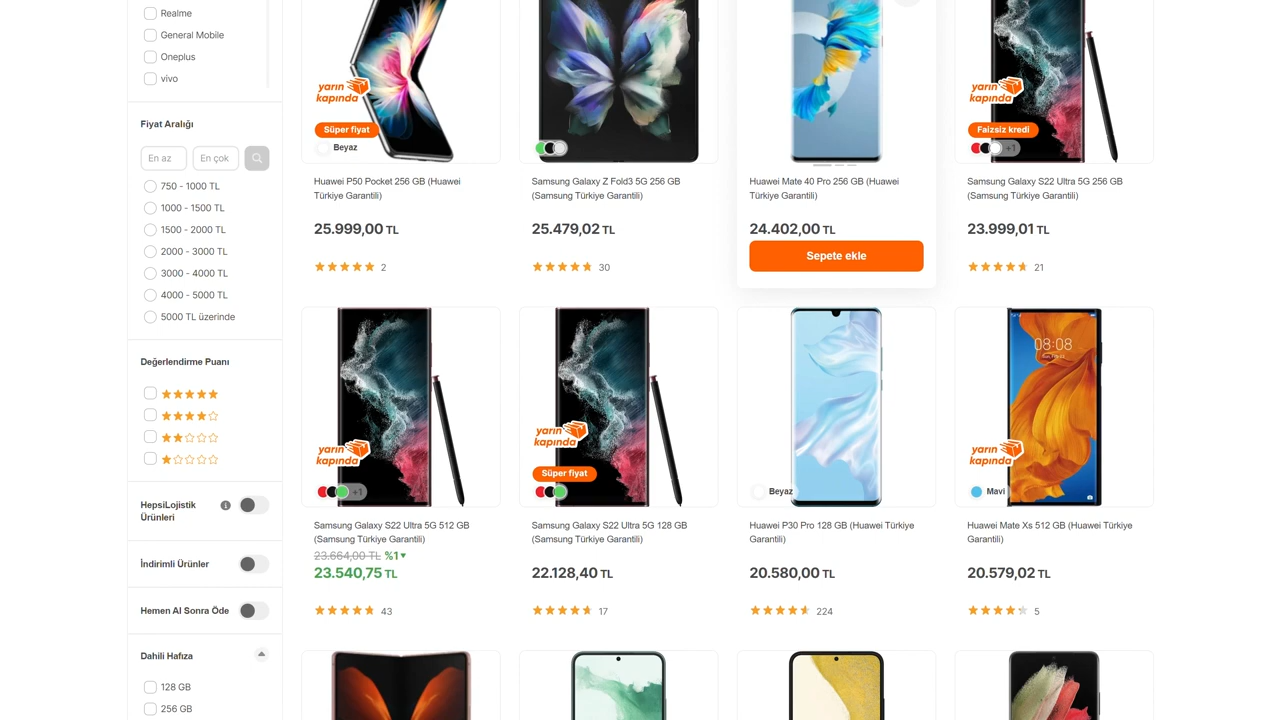 Realme
General Mobile
Oneplus
vivo
Fiyat Aralığı
En az
En çok
750 - 1000 TL
1000 - 1500 TL
1500 - 2000 TL
2000 - 3000 TL
3000 - 4000 TL
4000 - 5000 TL
5000 TL üzerinde
Değerlendirme Puanı
HepsiLojistik
Ürünleri
İndirimli Ürünler
Hemen Al Sonra Öde
Dahili Hafıza
128 GB
256 GB
yarın
kapında
Süper fiyat
Beyaz
Huawei P50 Pocket 256 GB (Huawei
Türkiye Garantili)
25.999,00 TL
2
Samsung Galaxy Z Fold3 5G 256 GB
(Samsung Türkiye Garantili)
25.479,02 TL
30
Huawei Mate 40 Pro 256 GB (Huawei
Türkiye Garantili)
24.402,00 TL
Sepete ekle
yarın
kapında
Faizsiz kredi
+1
Samsung Galaxy S22 Ultra 5G 256 GB
(Samsung Türkiye Garantili)
23.999,01 TL
21
yarın
kapında
+1
Samsung Galaxy S22 Ultra 5G 512 GB
(Samsung Türkiye Garantili)
23.664,00 TL %1
23.540,75 TL
43
yarın
kapında
Süper fiyat
Samsung Galaxy S22 Ultra 5G 128 GB
(Samsung Türkiye Garantili)
22.128,40 TL
17
Beyaz
Huawei P30 Pro 128 GB (Huawei Türkiye
Garantili)
20.580,00 TL
224
08:08
yarın
kapında
Mavi
Huawei Mate Xs 512 GB (Huawei Türkiye
Garantili)
20.579,02 TL
5